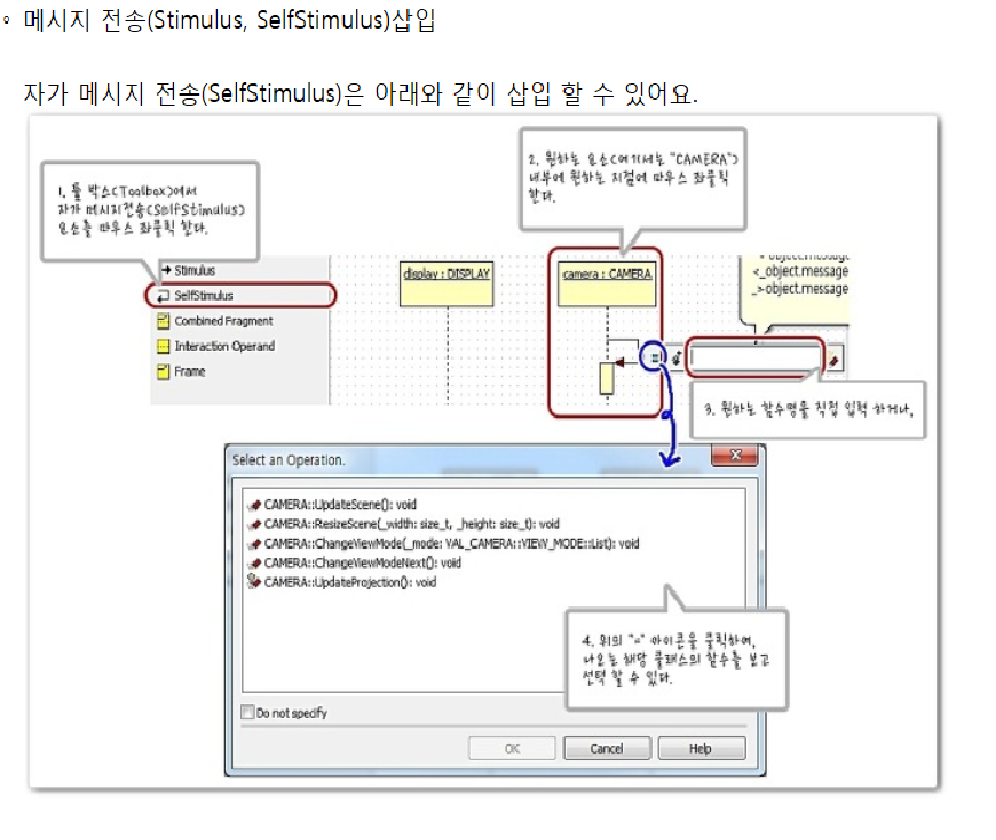 ◦ 메시지 전송(Stimulus, SelfStimulus)삽입
자가 메시지 전송(SelfStimulus)은 아래와 같이 삽입 할 수 있어요.
1. 툴 박스(Toolbox)에서
자가 메시지전송(SelfStimulus)
요소를 마우스 좌클릭 한다.
2. 원하는 요소(여기서는 "CAMERA")
내부에 원하는 지점에 마우스 좌클릭
한다.
Stimulus
SelfStimulus
Combined Fragment
Interaction Operand
Frame
display : DISPLAY
camera : CAMERA
object.message
<_object.message
_>-object.message
3. 원하는 함수명을 직접 입력 하거나,
Select an Operation.
CAMERA::UpdateScene(): void
CAMERA::ResizeScene(_width: size_t, _height: size_t): void
CAMERA::ChangeViewMode(_mode: VAL_CAMERA::VIEW_MODE::List): void
CAMERA::ChangeViewModeNext(): void
CAMERA::UpdateProjection(): void
4. 위의 "=" 아이콘을 클릭하여,
나오는 해당 클래스의 함수를 보고
선택 할 수 있다.
Do not specify
OK
Cancel
Help